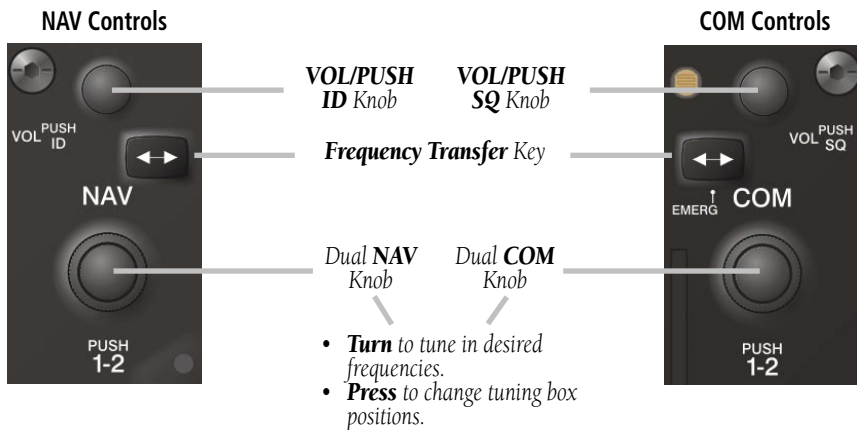 NAV Controls
COM Controls
VOL PUSH ID
NAV
PUSH
1-2
VOL/PUSH
ID Knob
VOL/PUSH
SQ Knob
Frequency Transfer Key
Dual NAV
Knob
Dual COM
Knob
• Turn to tune in desired
frequencies.
• Press to change tuning box
positions.
VOL PUSH SQ
EMERG
COM
PUSH
1-2